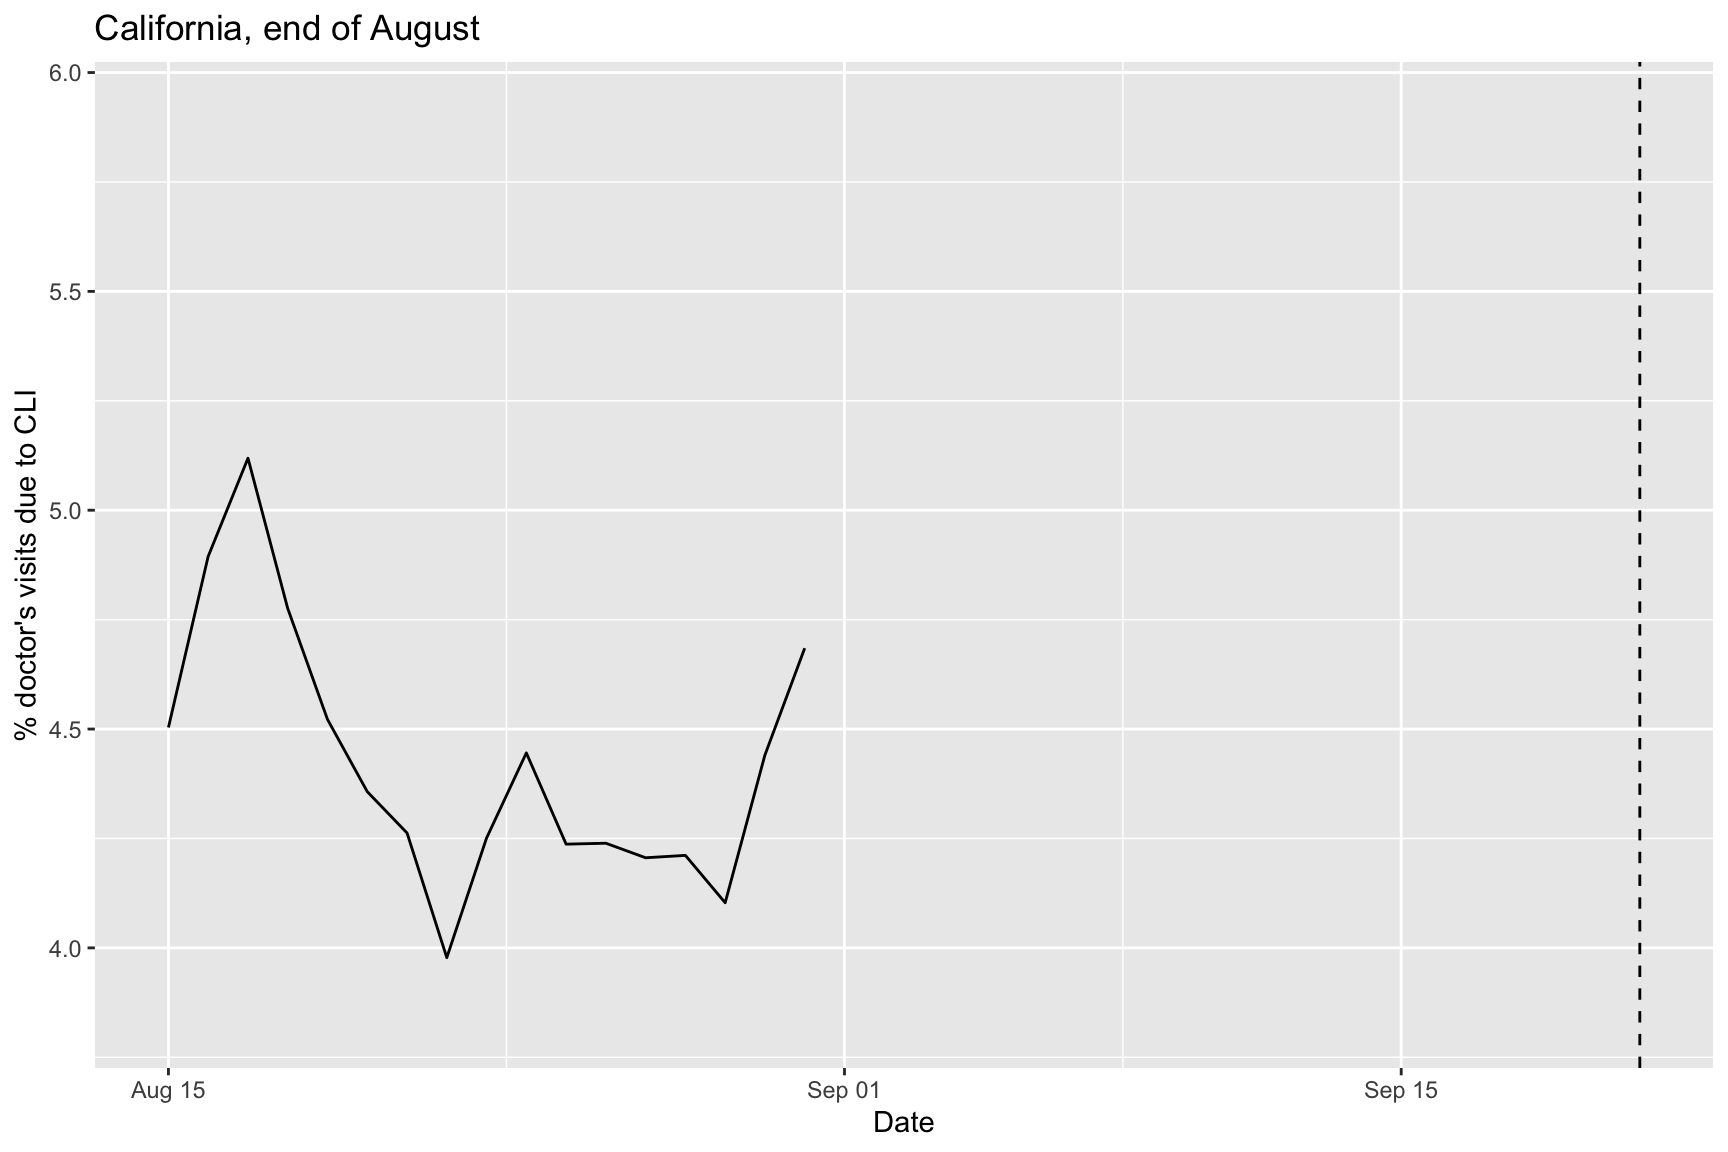 California, end of August
6.0
5.5
5.0
4.5
4.0
% doctor's visits due to CLI
Aug 15
Sep 01
Sep 15
Date